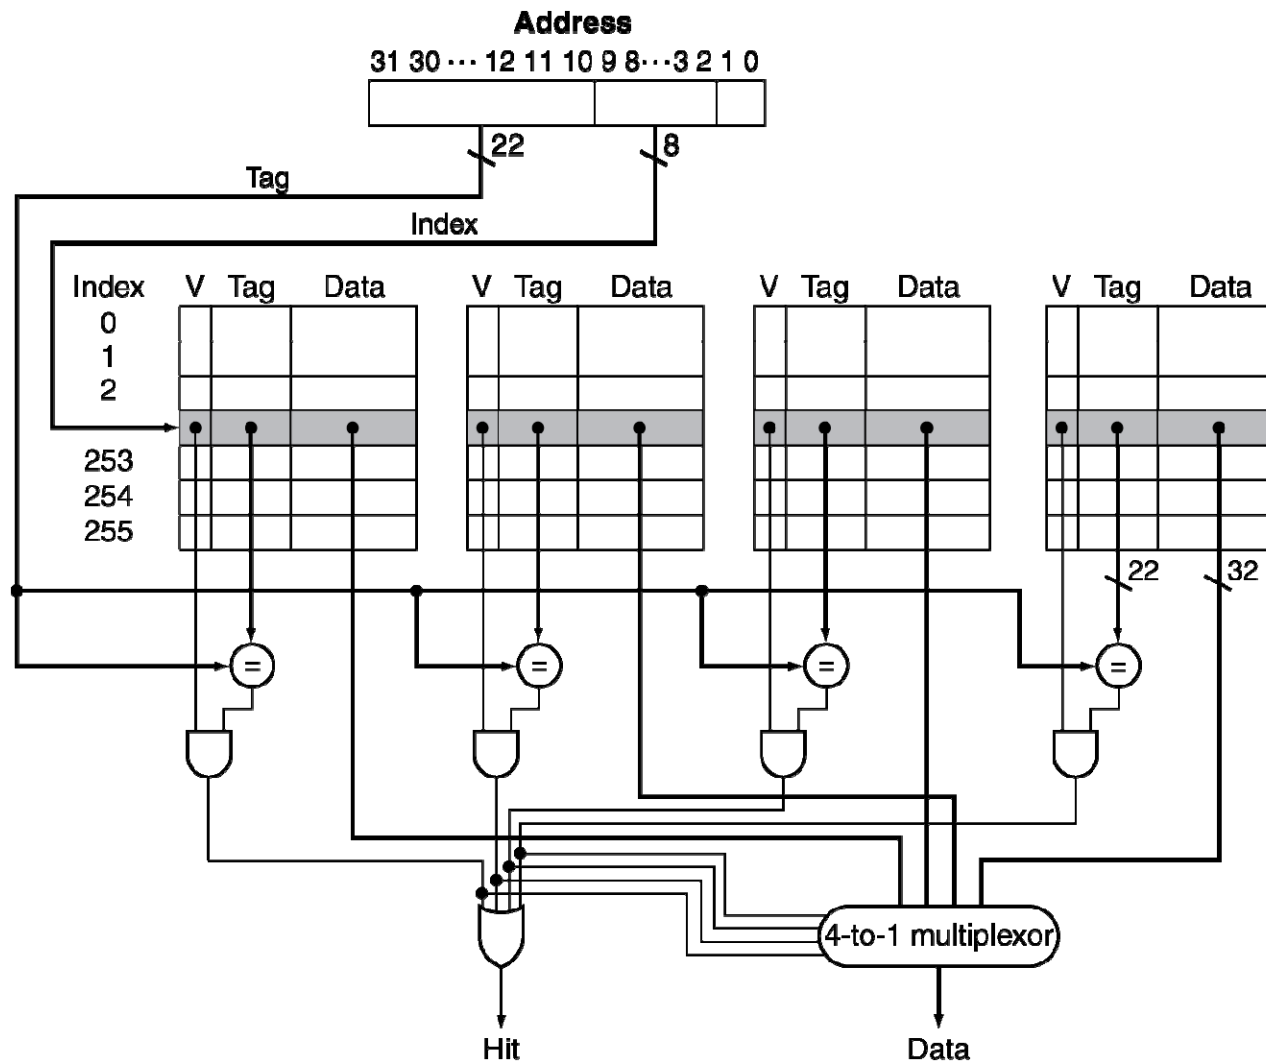 Address
31 30 ··· 12 11 10 9 8···3 2 1 0
22
8
Tag
Index
Index V Tag Data V Tag Data V Tag Data V Tag Data
0
1
2
253
254
255
22
32
= = = =
4-to-1 multiplexor
Hit
Data